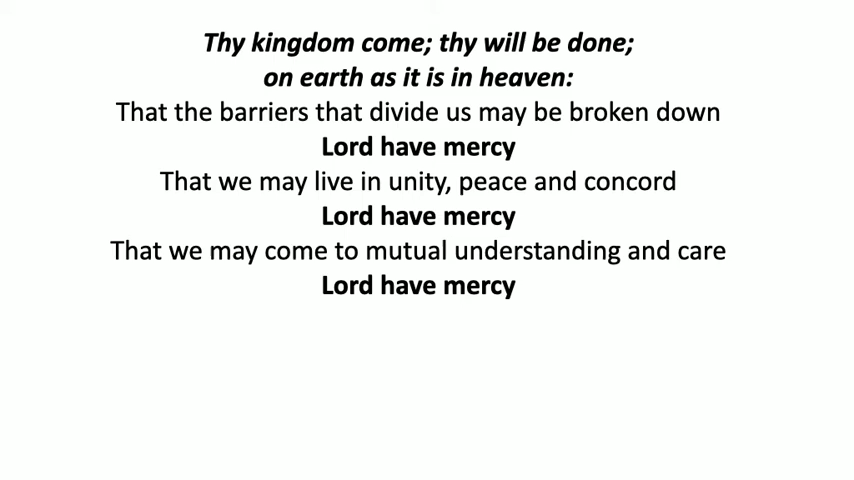 Thy kingdom come; thy will be done;
on earth as it is in heaven:
That the barriers that divide us may be broken down
Lord have mercy
That we may live in unity, peace and concord
Lord have mercy
That we may come to mutual understanding and care
Lord have mercy